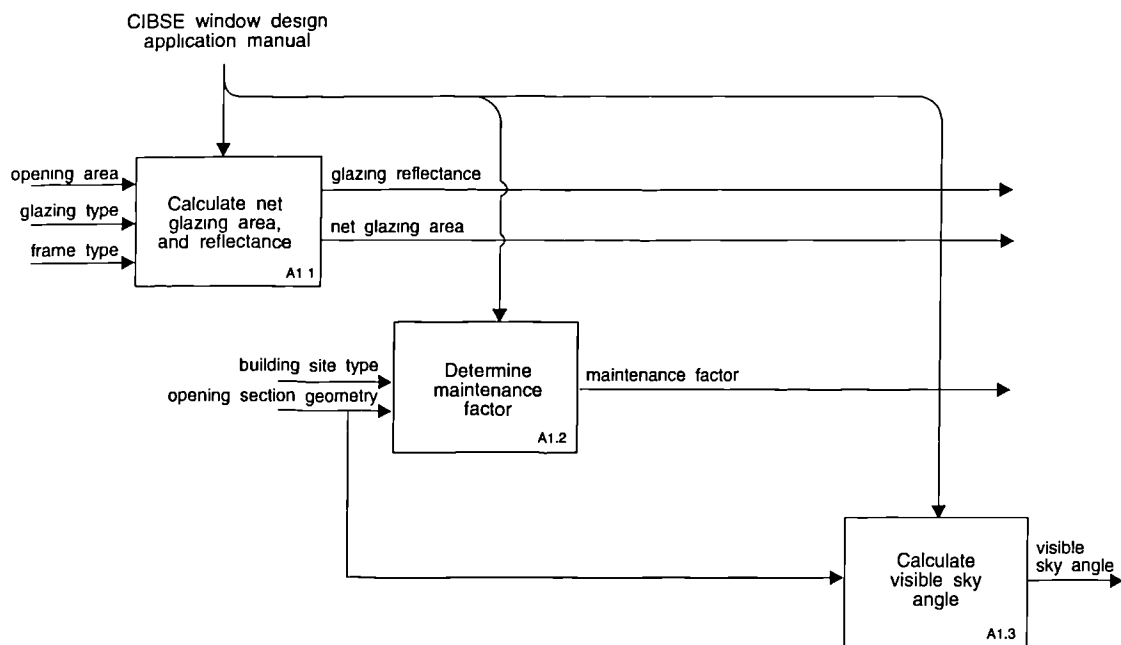 CIBSE window design
application manual
opening area
glazing type
frame type
Calculate net
glazing area,
and reflectance
A1 1
glazing reflectance
net glazing area
building site type
opening section geometry
Determine
maintenance
factor
A1.2
maintenance factor
Calculate
visible sky
angle
A1.3
visible
sky angle